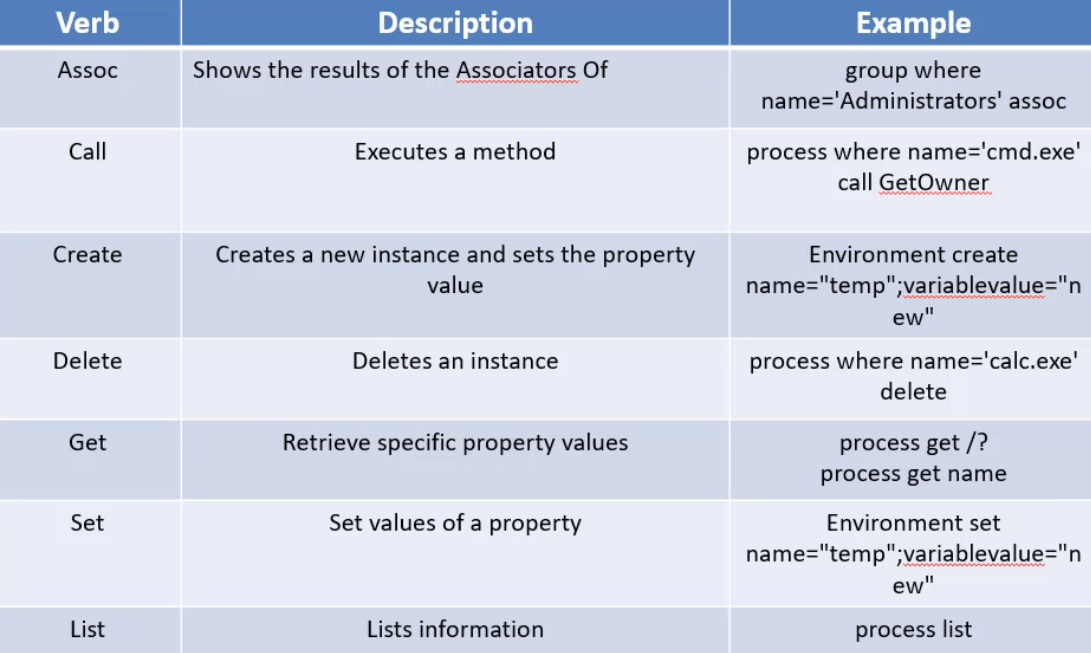 Verb Description Example
Assoc Shows the results of the Associators Of group where
name='Administrators' assoc
Call Executes a method process where name='cmd.exe'
call GetOwner
Create Creates a new instance and sets the property Environment create
value name="temp";variablevalue="n
ew"
Delete Deletes an instance process where name='calc.exe'
delete
Get Retrieve specific property values process get /?
process get name
Set Set values of a property Environment set
name="temp";variablevalue="n
ew"
List Lists information process list